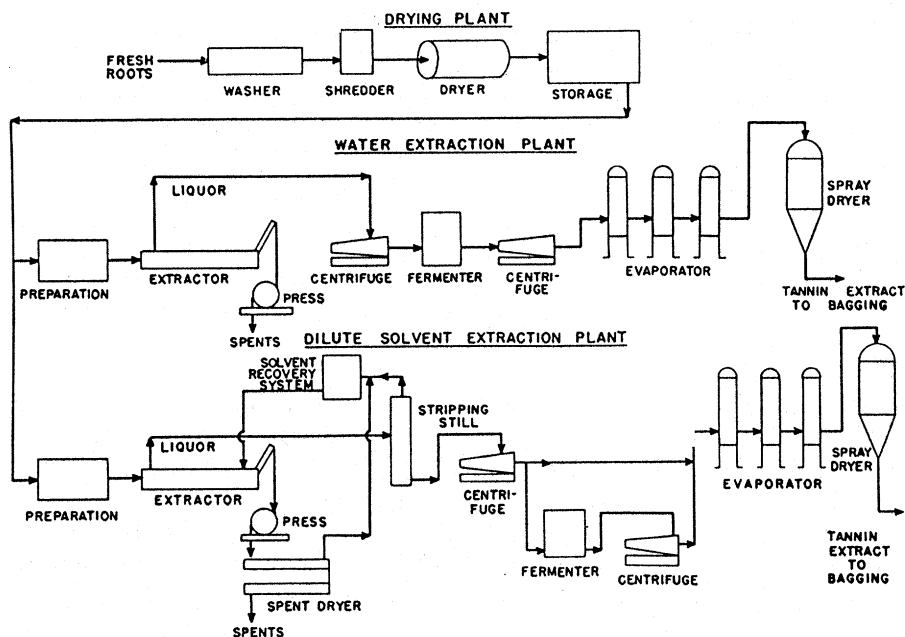 DRYING PLANT
FRESH
ROOTS
WASHER
SHREDDER
DRYER
STORAGE
WATER EXTRACTION PLANT
LIQUOR
PREPARATION
EXTRACTOR
PRESS
SPENTS
CENTRIFUGE
FERMENTER
CENTRI-
FUGE
EVAPORATOR
SPRAY
DRYER
TANNIN EXTRACT
TO BAGGING
DILUTE SOLVENT EXTRACTION PLANT
SOLVENT
RECOVERY
SYSTEM
LIQUOR
PREPARATION
EXTRACTOR
PRESS
SPENT DRYER
SPENTS
STRIPPING
STILL
CENTRI-
FUGE
FERMENTER
CENTRIFUGE
EVAPORATOR
SPRAY
DRYER
TANNIN
EXTRACT
TO
BAGGING